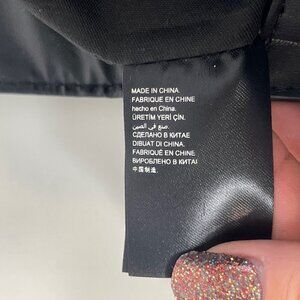 MADE IN CHINA.
FABRIQUE EN CHINE
hecho en China.
ÜRETİM YERİ ÇİN.
صنع في الصين
СДЕЛАНО В КИТАЕ
DIBUAT DI CHINA.
FABRIQUÉ EN CHINE
ВИРОБЛЕНО В КИТАЇ
中国制造.